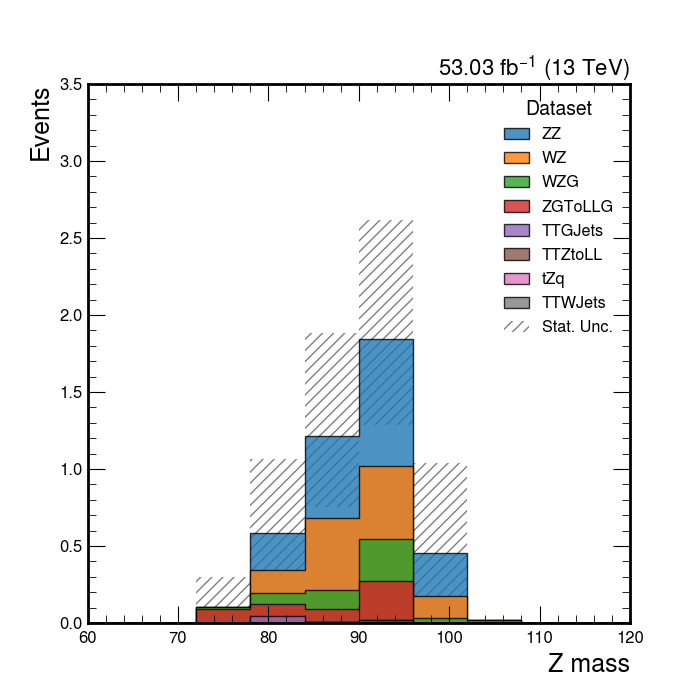 53.03 fb⁻¹ (13 TeV)
Events
3.5
3.0
2.5
2.0
1.5
1.0
0.5
0.0
Dataset
ZZ
WZ
WZG
ZGToLLG
TTGJets
TTZtoLL
tZq
TTWJets
Stat. Unc.
60 70 80 90 100 110 120
Z mass